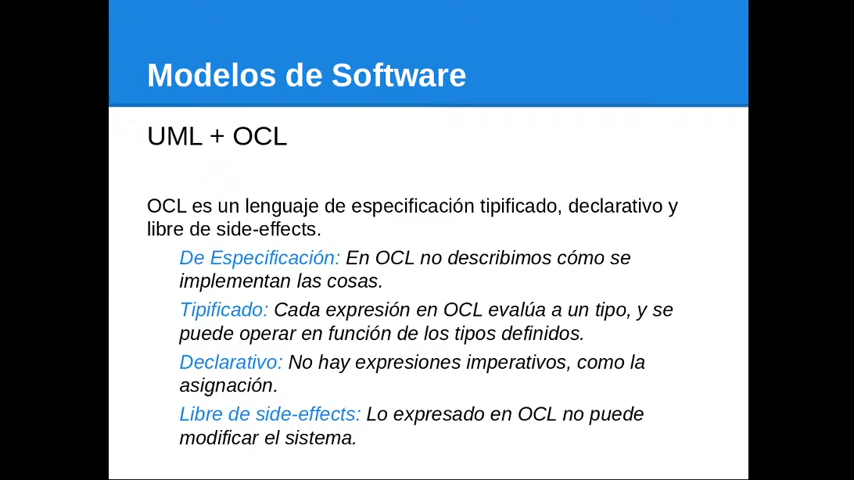 Modelos de Software
UML + OCL
OCL es un lenguaje de especificación tipificado, declarativo y
libre de side-effects.
De Especificación: En OCL no describimos cómo se
implementan las cosas.
Tipificado: Cada expresión en OCL evalúa a un tipo, y se
puede operar en función de los tipos definidos.
Declarativo: No hay expresiones imperativos, como la
asignación.
Libre de side-effects: Lo expresado en OCL no puede
modificar el sistema.